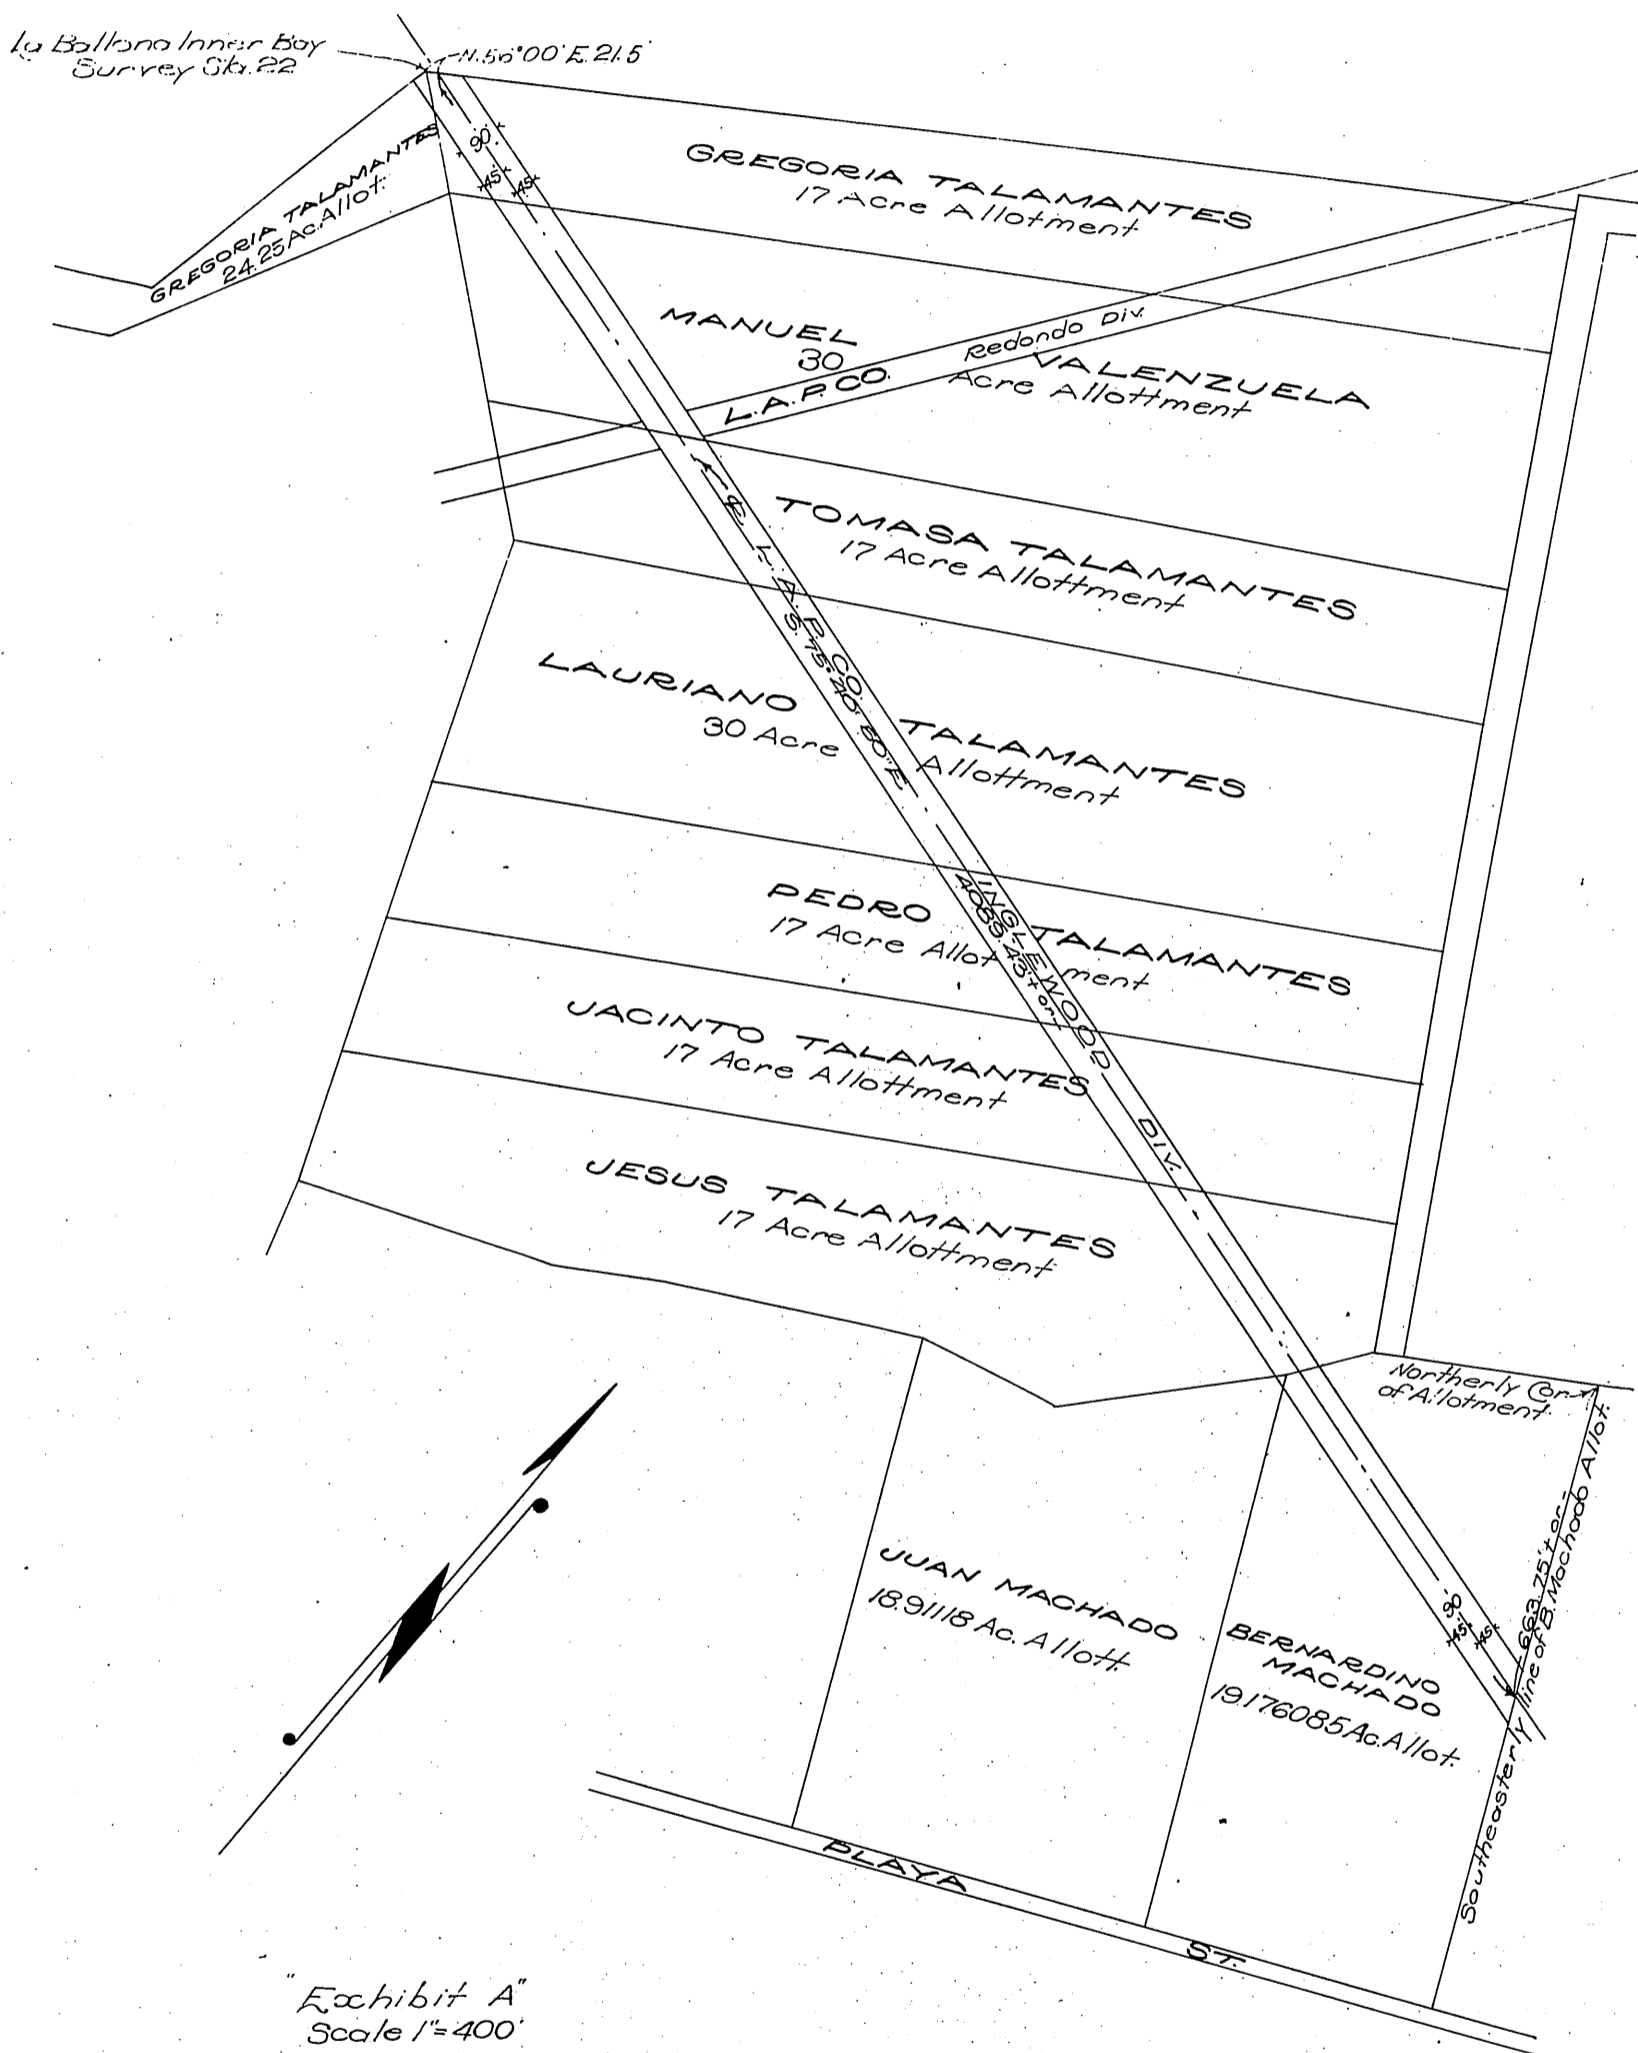 La Ballona Inner Bay
Survey Sta. 22
N. 56° 00' E. 21.5'
90'
45' 45'
GREGORIA TALAMANTES
24.25 Ac. Allot.
GREGORIA TALAMANTES
17 Acre Allotment
MANUEL VALENZUELA
30 Acre Allottment
L.A.P. CO. Redondo Div.
TOMASA TALAMANTES
17 Acre Allottment
℄ L.A.P. CO. INGLEWOOD DIV.
S. 75° 40' 50" E. 4089.43' + or -
LAURIANO TALAMANTES
30 Acre Allottment
PEDRO TALAMANTES
17 Acre Allotment
JACINTO TALAMANTES
17 Acre Allottment
JESUS TALAMANTES
17 Acre Allottment
Northerly Cor.
of Allotment.
663.75' + or -
Southeasterly line of B. Machado Allot.
90'
45' 45'
JUAN MACHADO
18.91118 Ac. Allott.
BERNARDINO
MACHADO
19.176085 Ac. Allot.
PLAYA ST.
"Exhibit A"
Scale 1"=400'